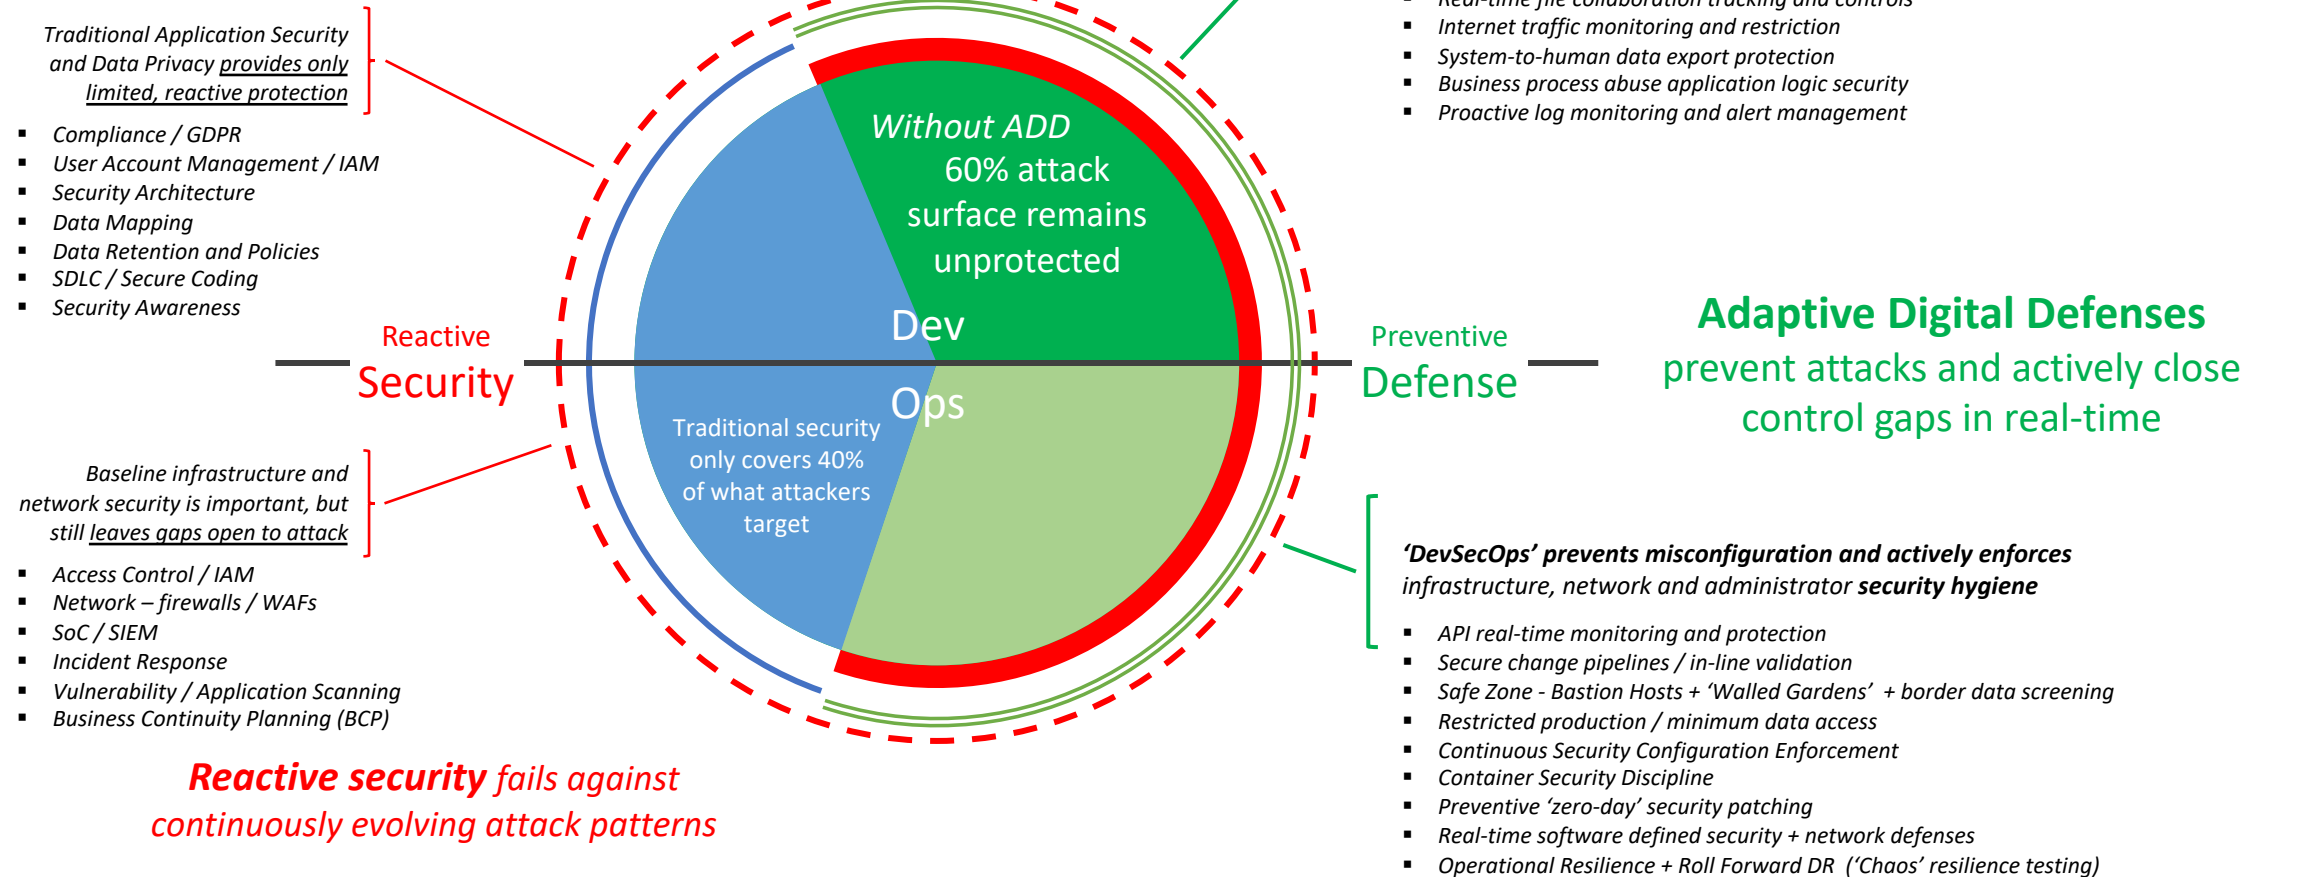 Traditional Application Security
and Data Privacy provides only
limited, reactive protection
▪ Compliance / GDPR
▪ User Account Management / IAM
▪ Security Architecture
▪ Data Mapping
▪ Data Retention and Policies
▪ SDLC / Secure Coding
▪ Security Awareness
Reactive
Security
Baseline infrastructure and
network security is important, but
still leaves gaps open to attack
▪ Access Control / IAM
▪ Network – firewalls / WAFs
▪ SoC / SIEM
▪ Incident Response
▪ Vulnerability / Application Scanning
▪ Business Continuity Planning (BCP)
Reactive security fails against
continuously evolving attack patterns
Without ADD
60% attack
surface remains
unprotected
Dev
Ops
Traditional security
only covers 40%
of what attackers
target
▪ Real-time file collaboration tracking and controls
▪ Internet traffic monitoring and restriction
▪ System-to-human data export protection
▪ Business process abuse application logic security
▪ Proactive log monitoring and alert management
Preventive
Defense
Adaptive Digital Defenses
prevent attacks and actively close
control gaps in real-time
‘DevSecOps’ prevents misconfiguration and actively enforces
infrastructure, network and administrator security hygiene
▪ API real-time monitoring and protection
▪ Secure change pipelines / in-line validation
▪ Safe Zone - Bastion Hosts + ‘Walled Gardens’ + border data screening
▪ Restricted production / minimum data access
▪ Continuous Security Configuration Enforcement
▪ Container Security Discipline
▪ Preventive ‘zero-day’ security patching
▪ Real-time software defined security + network defenses
▪ Operational Resilience + Roll Forward DR (‘Chaos’ resilience testing)